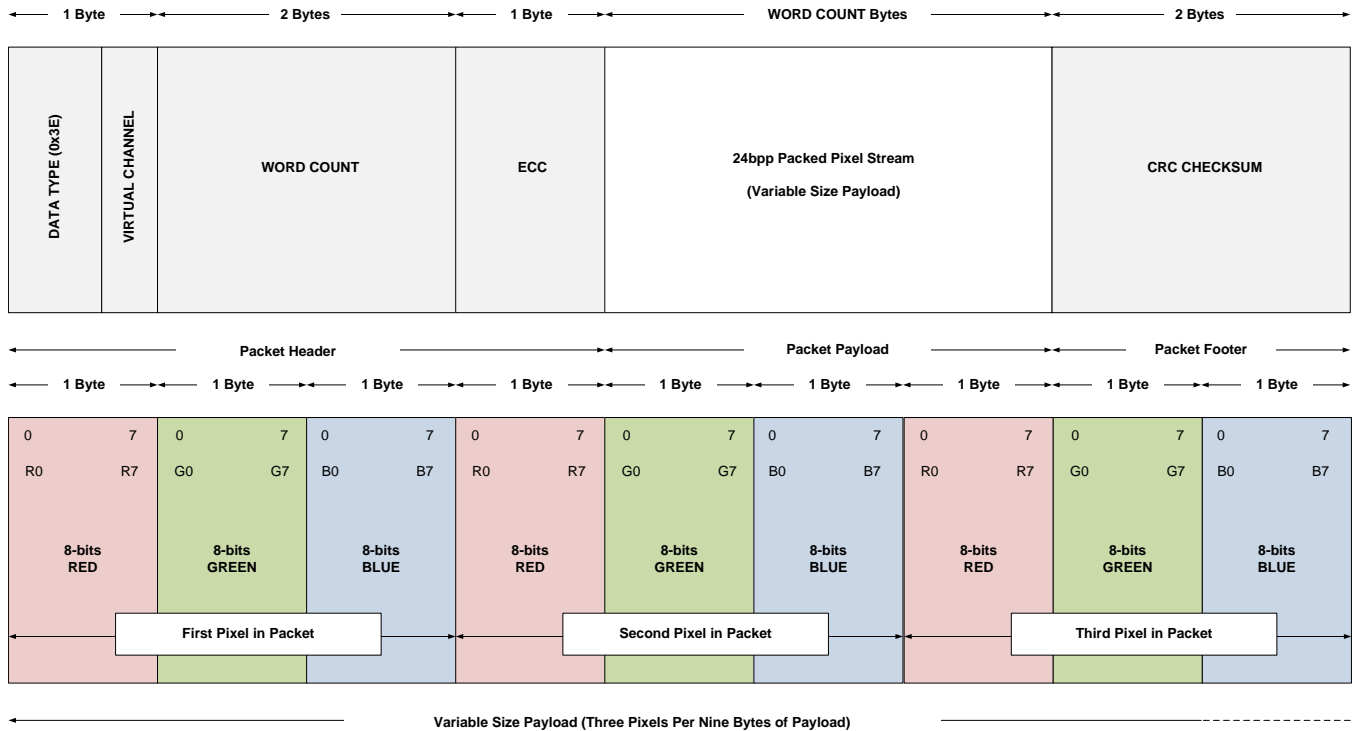 1 Byte 2 Bytes 1 Byte WORD COUNT Bytes 2 Bytes
DATA TYPE (0x3E)
VIRTUAL CHANNEL
WORD COUNT
ECC
24bpp Packed Pixel Stream
(Variable Size Payload)
CRC CHECKSUM
Packet Header Packet Payload Packet Footer
1 Byte 1 Byte 1 Byte 1 Byte 1 Byte 1 Byte 1 Byte 1 Byte 1 Byte
0 7 0 7 0 7 0 7 0 7 0 7 0 7 0 7 0 7
R0 R7 G0 G7 B0 B7 R0 R7 G0 G7 B0 B7 R0 R7 G0 G7 B0 B7
8-bits 8-bits 8-bits 8-bits 8-bits 8-bits 8-bits 8-bits 8-bits
RED GREEN BLUE RED GREEN BLUE RED GREEN BLUE
First Pixel in Packet Second Pixel in Packet Third Pixel in Packet
Variable Size Payload (Three Pixels Per Nine Bytes of Payload)